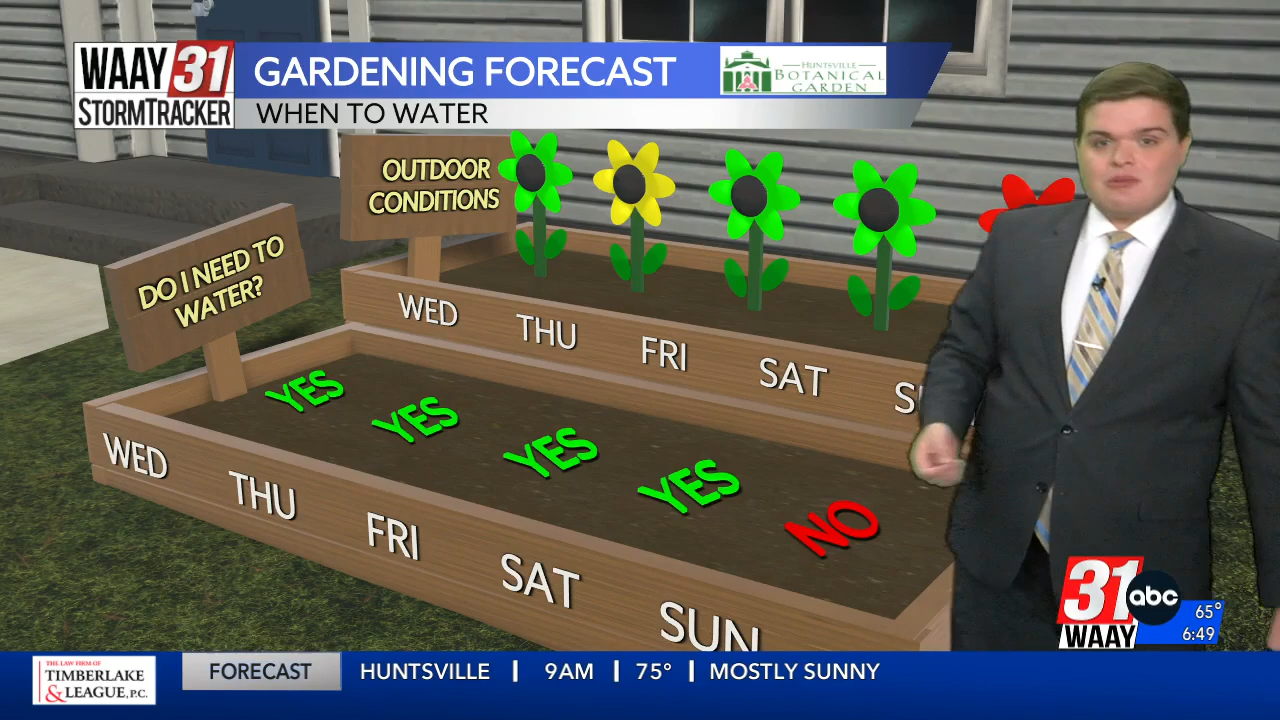 WAAY 31
STORMTRACKER
GARDENING FORECAST
WHEN TO WATER
HUNTSVILLE
BOTANICAL
GARDEN
OUTDOOR
CONDITIONS
WED THU FRI SAT
DO I NEED TO
WATER?
YES YES YES YES NO
WED THU FRI SAT SUN
31 abc
WAAY
65°
6:49
THE LAW FIRM OF
TIMBERLAKE
& LEAGUE, P.C.
FORECAST
HUNTSVILLE | 9AM | 75° | MOSTLY SUNNY